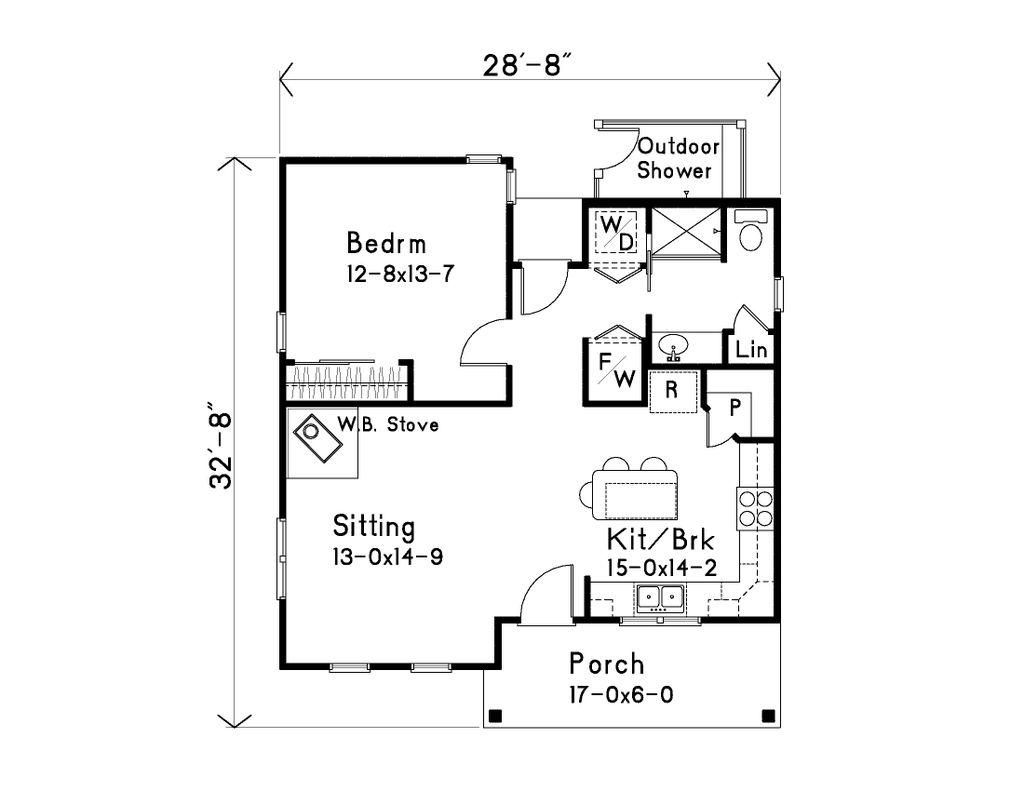 28'-8"
Outdoor
Shower
W
D
Bedrm
12-8x13-7
Lin
F
W
R
P
W.B. Stove
32'-8"
Sitting
13-0x14-9
Kit/Brk
15-0x14-2
Porch
17-0x6-0